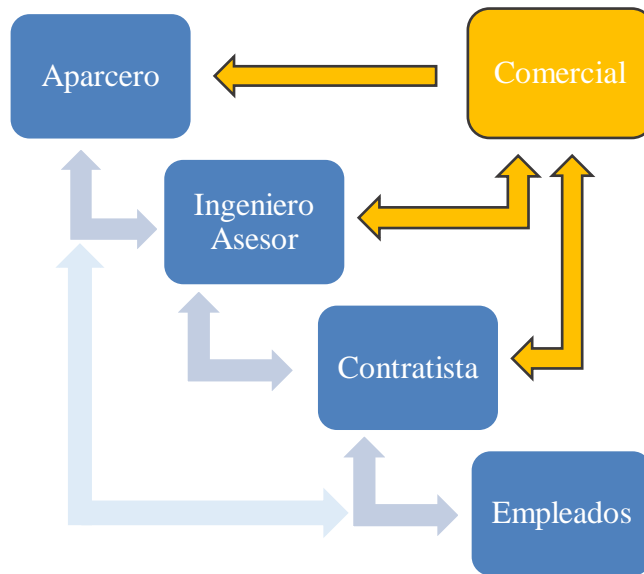 Aparcero
Comercial
Ingeniero
Asesor
Contratista
Empleados